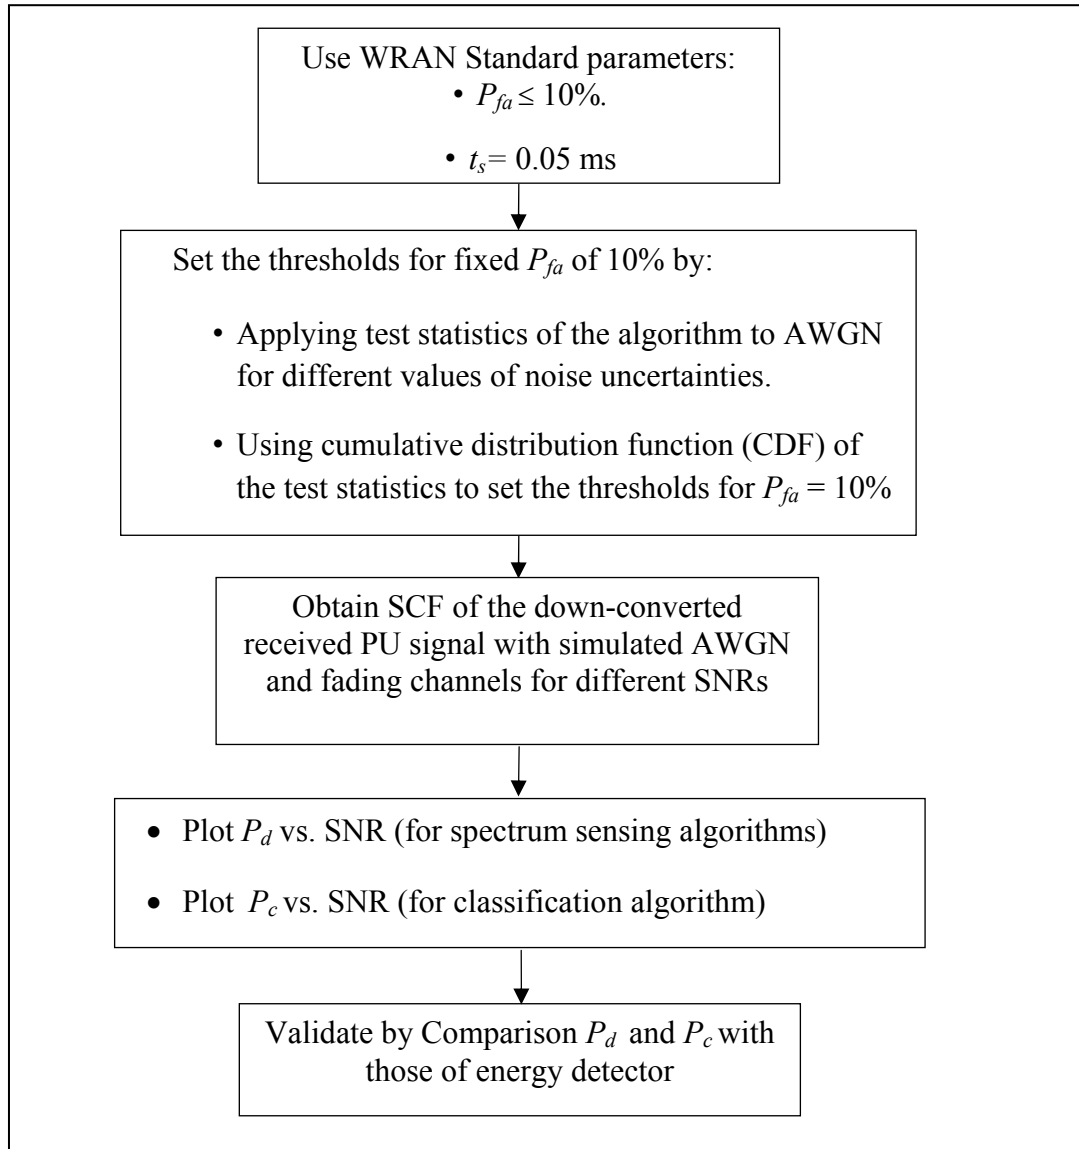 Use WRAN Standard parameters:
• Pfa ≤ 10%.
• ts= 0.05 ms
Set the thresholds for fixed Pfa of 10% by:
• Applying test statistics of the algorithm to AWGN
for different values of noise uncertainties.
• Using cumulative distribution function (CDF) of
the test statistics to set the thresholds for Pfa = 10%
Obtain SCF of the down-converted
received PU signal with simulated AWGN
and fading channels for different SNRs
• Plot Pd vs. SNR (for spectrum sensing algorithms)
• Plot Pc vs. SNR (for classification algorithm)
Validate by Comparison Pd and Pc with
those of energy detector